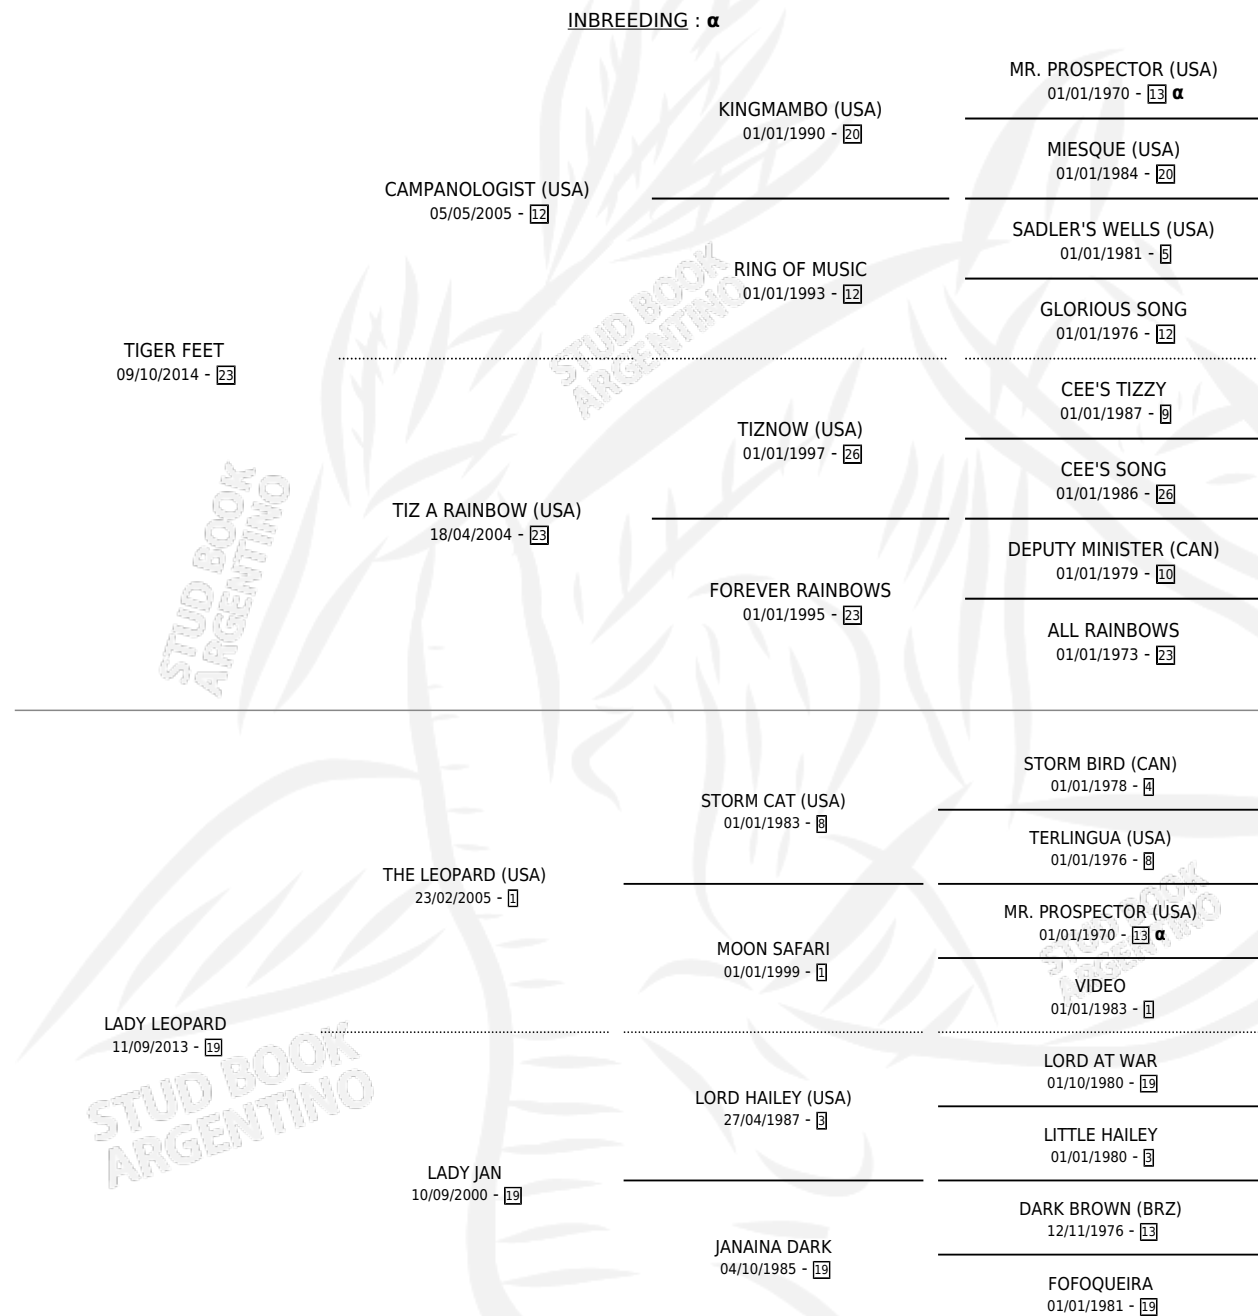 INBREEDING : α
MR. PROSPECTOR (USA)
01/01/1970 - 13 α
KINGMAMBO (USA)
01/01/1990 - 20
MIESQUE (USA)
01/01/1984 - 20
CAMPANOLOGIST (USA)
05/05/2005 - 12
SADLER'S WELLS (USA)
01/01/1981 - 5
RING OF MUSIC
01/01/1993 - 12
GLORIOUS SONG
01/01/1976 - 12
TIGER FEET
09/10/2014 - 23
CEE'S TIZZY
01/01/1987 - 9
TIZNOW (USA)
01/01/1997 - 26
CEE'S SONG
01/01/1986 - 26
TIZ A RAINBOW (USA)
18/04/2004 - 23
DEPUTY MINISTER (CAN)
01/01/1979 - 10
FOREVER RAINBOWS
01/01/1995 - 23
ALL RAINBOWS
01/01/1973 - 23
STORM BIRD (CAN)
01/01/1978 - 4
STORM CAT (USA)
01/01/1983 - 8
TERLINGUA (USA)
01/01/1976 - 8
THE LEOPARD (USA)
23/02/2005 - 1
MR. PROSPECTOR (USA)
01/01/1970 - 13 α
MOON SAFARI
01/01/1999 - 1
VIDEO
01/01/1983 - 1
LADY LEOPARD
11/09/2013 - 19
LORD AT WAR
01/10/1980 - 19
LORD HAILEY (USA)
27/04/1987 - 3
LITTLE HAILEY
01/01/1980 - 3
LADY JAN
10/09/2000 - 19
DARK BROWN (BRZ)
12/11/1976 - 13
JANAINA DARK
04/10/1985 - 19
FOFOQUEIRA
01/01/1981 - 19
STUD BOOK
ARGENTINO
STUD BOOK
ARGENTINO
STUD BOOK
ARGENTINO
STUD BOOK
ARGENTINO